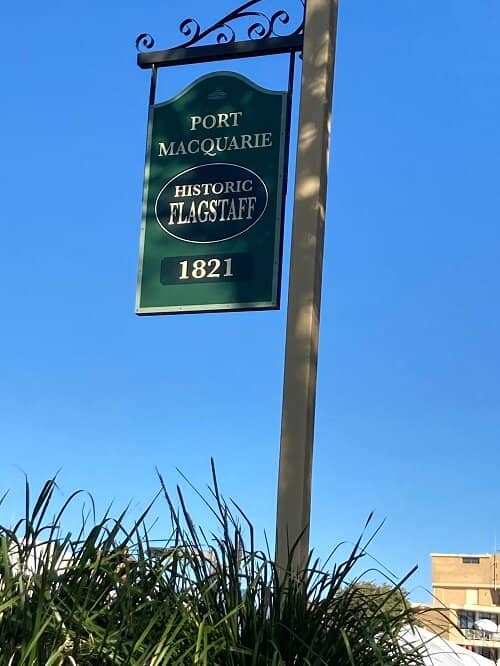 PORT
MACQUARIE
HISTORIC
FLAGSTAFF
1821